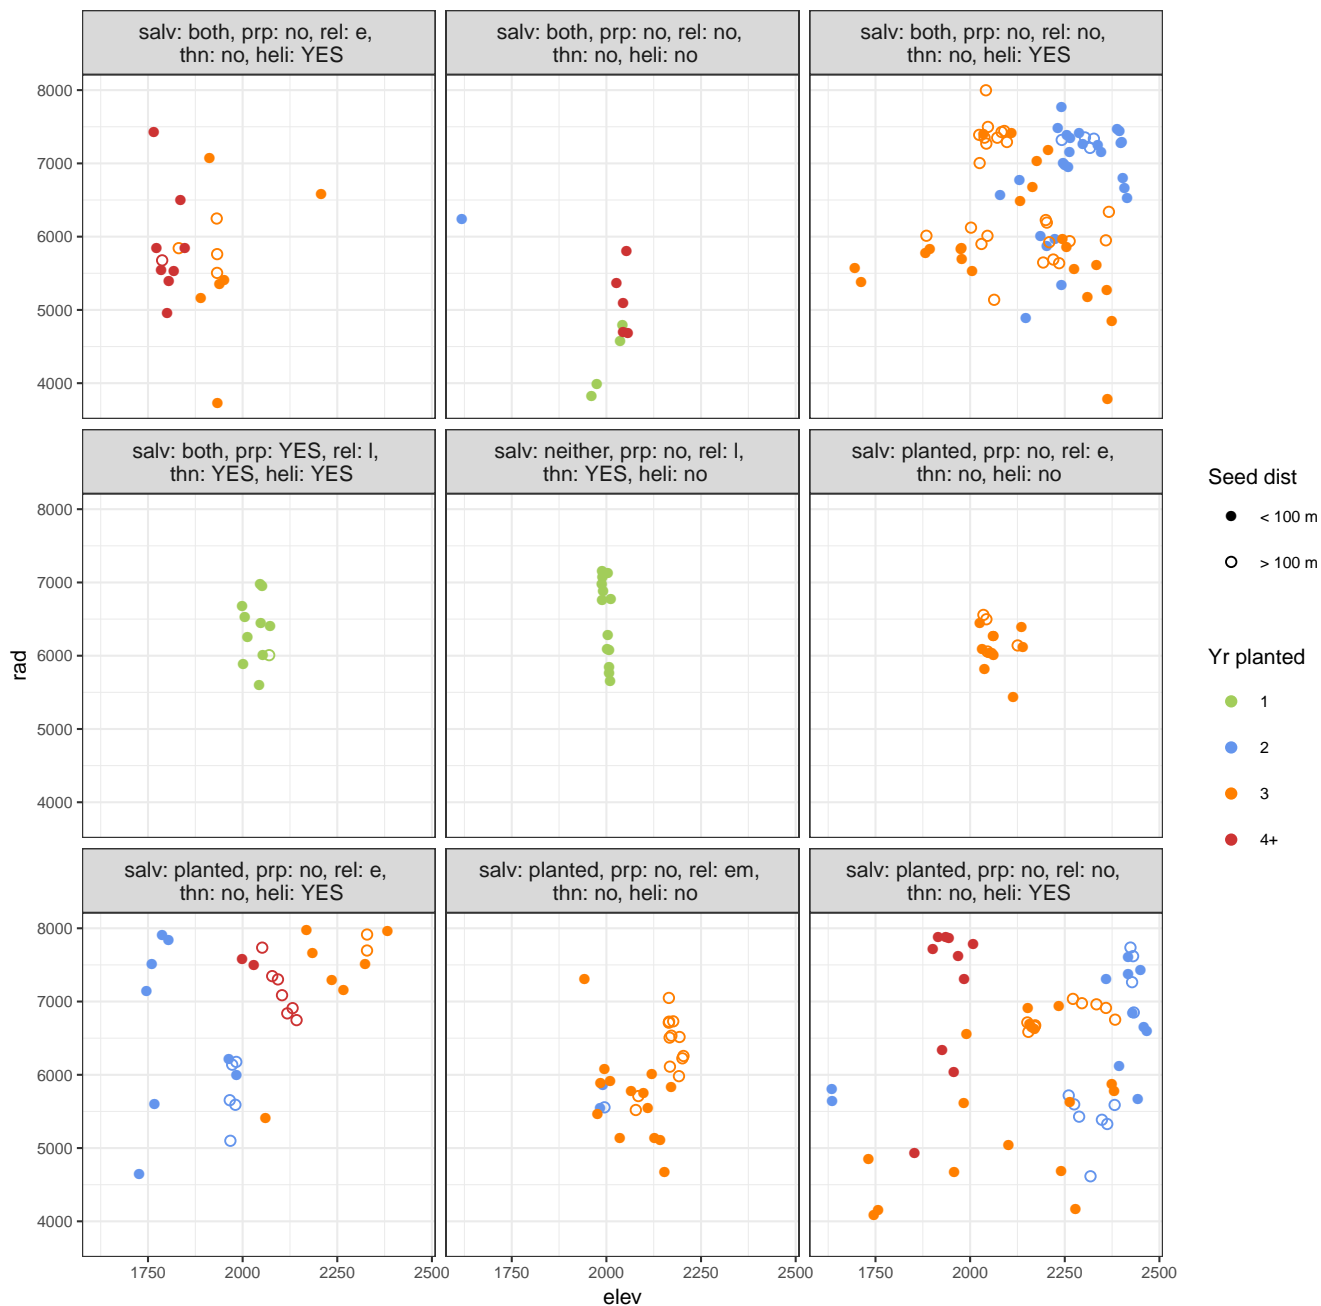 salv: both, prp: no, rel: e,
thn: no, heli: YES
salv: both, prp: no, rel: no,
thn: no, heli: no
salv: both, prp: no, rel: no,
thn: no, heli: YES
8000
7000
6000
5000
4000
salv: both, prp: YES, rel: l,
thn: YES, heli: YES
salv: neither, prp: no, rel: l,
thn: YES, heli: no
salv: planted, prp: no, rel: e,
thn: no, heli: no
8000
7000
6000
5000
4000
rad
salv: planted, prp: no, rel: e,
thn: no, heli: YES
salv: planted, prp: no, rel: em,
thn: no, heli: no
salv: planted, prp: no, rel: no,
thn: no, heli: YES
8000
7000
6000
5000
4000
1750 2000 2250 2500
1750 2000 2250 2500
1750 2000 2250 2500
elev
Seed dist
< 100 m
> 100 m
Yr planted
1
2
3
4+